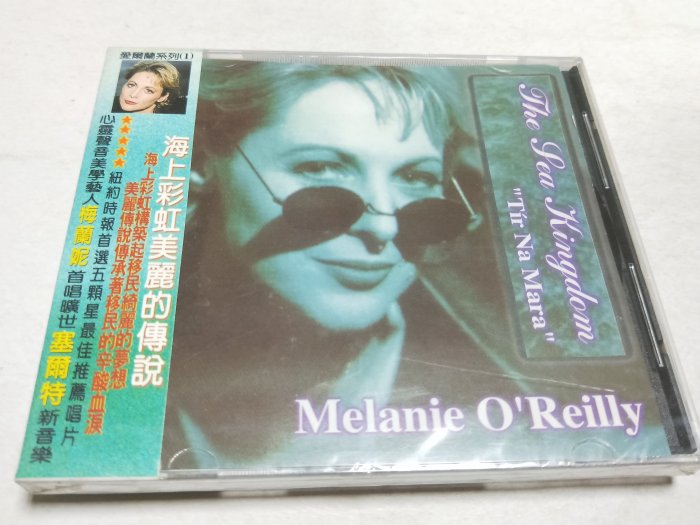 愛爾蘭系列(1)
海上彩虹美麗的傳說
海上彩虹構築起移民綺麗的夢想
美麗傳說傳承著移民的辛酸血淚
★★★★★紐約時報首選五顆星最佳推薦唱片
心靈聲音美學藝人梅蘭妮首唱曠世塞爾特新音樂
The Sea Kingdom
"Tír Na Mara"
Melanie O'Reilly